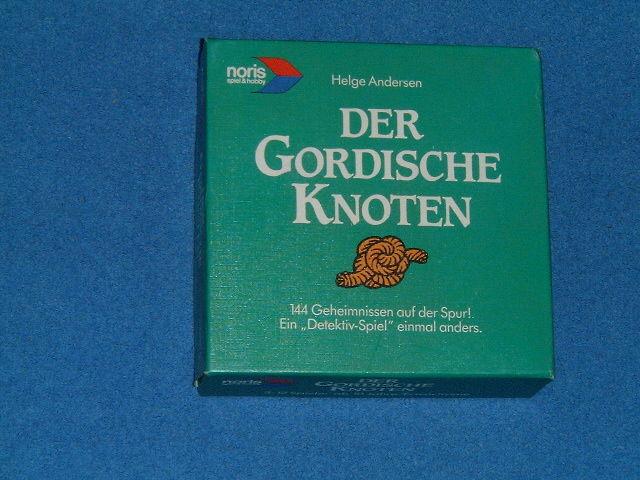 noris
spiel & hobby
Helge Andersen
DER
GORDISCHE
KNOTEN
144 Geheimnissen auf der Spur!.
Ein „Detektiv-Spiel" einmal anders.
noris
DER
GORDISCHE
KNOTEN